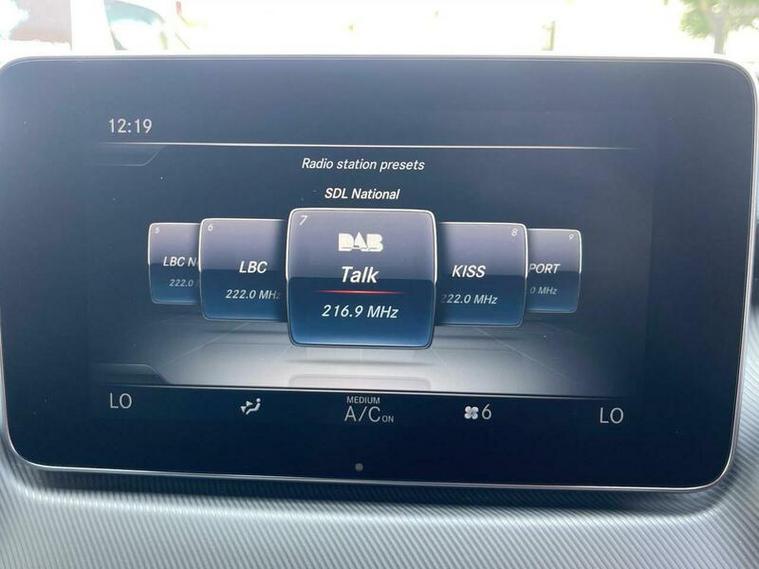 12:19
Radio station presets
SDL National
5
6
7
8
9
LBC N
LBC
DAB
Talk
KISS
PORT
222.0
222.0 MHz
216.9 MHz
222.0 MHz
0 MHz
LO
MEDIUM
A/C ON
6
LO